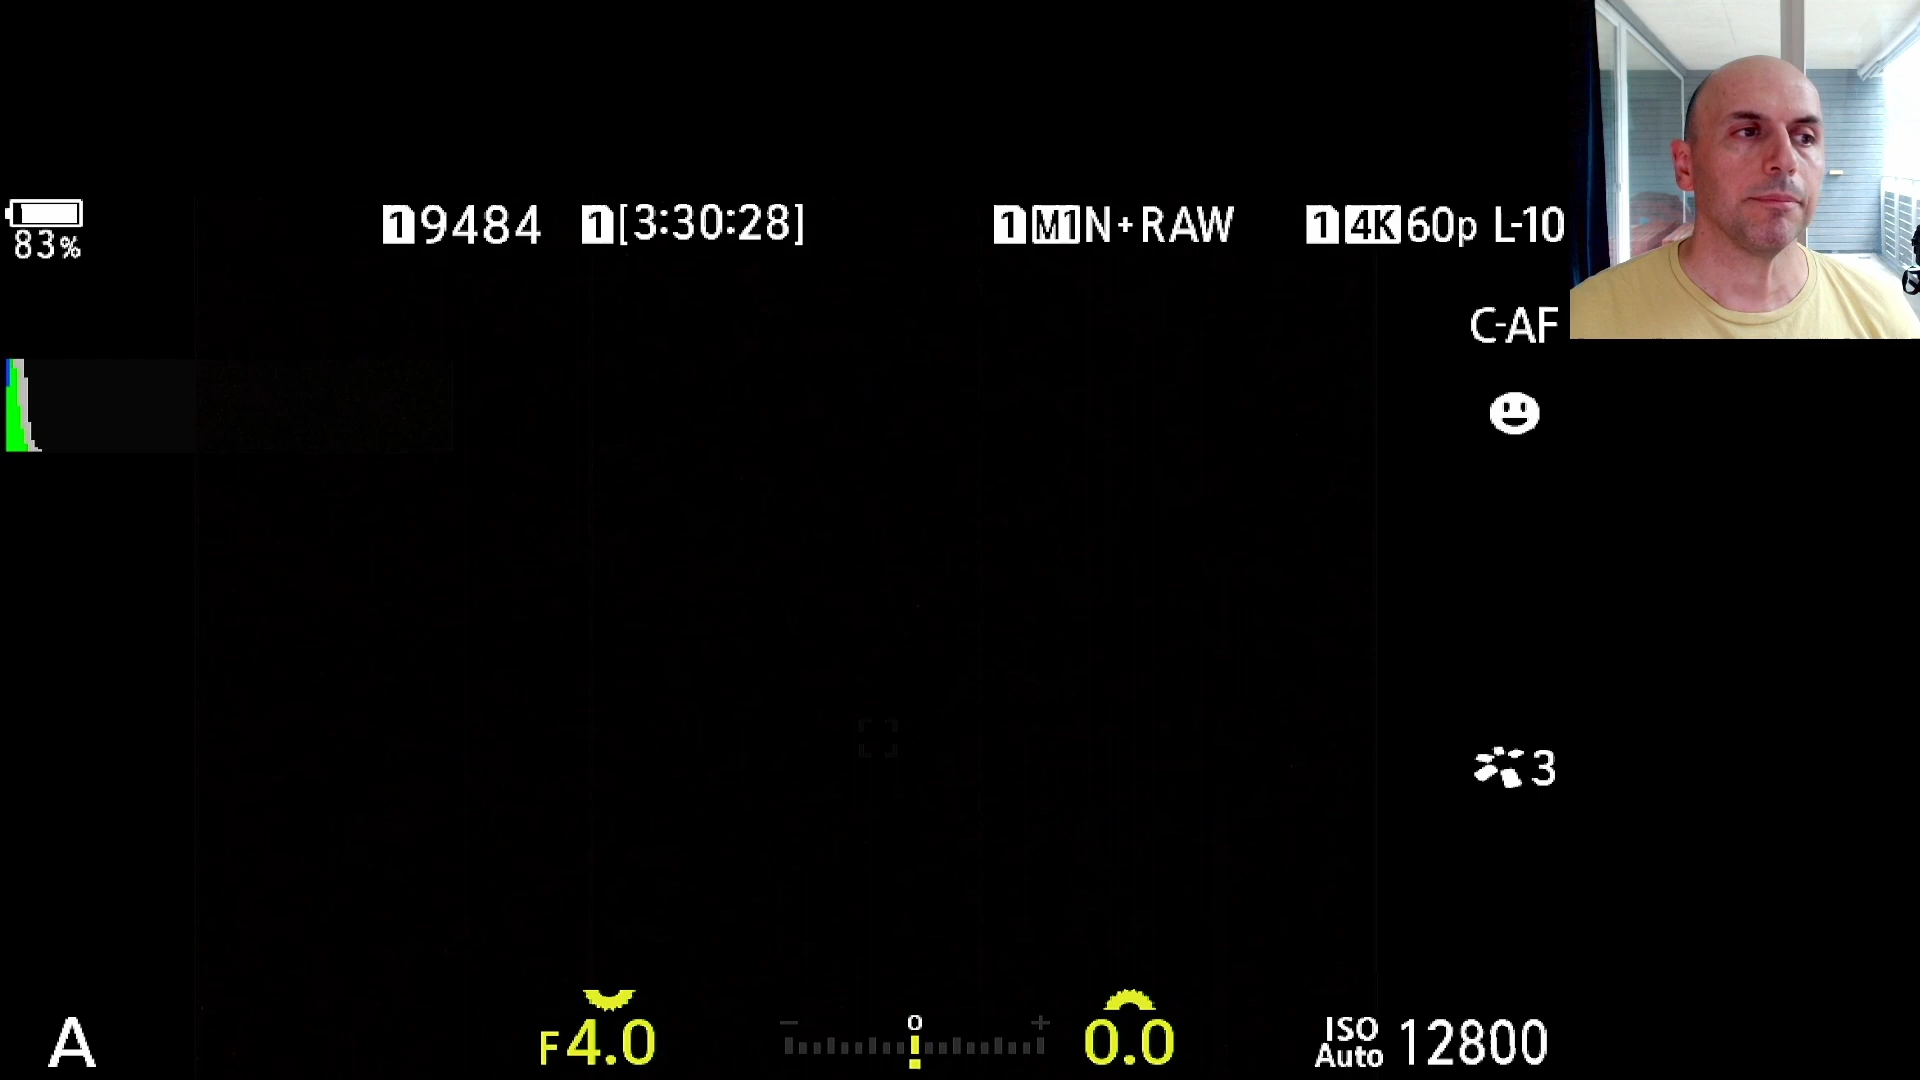 83%
1 9484 1 [3:30:28] 1 M1 N+RAW 1 4K 60p L-10
C-AF
3
A F4.0 − 0 + 0.0 ISO Auto 12800